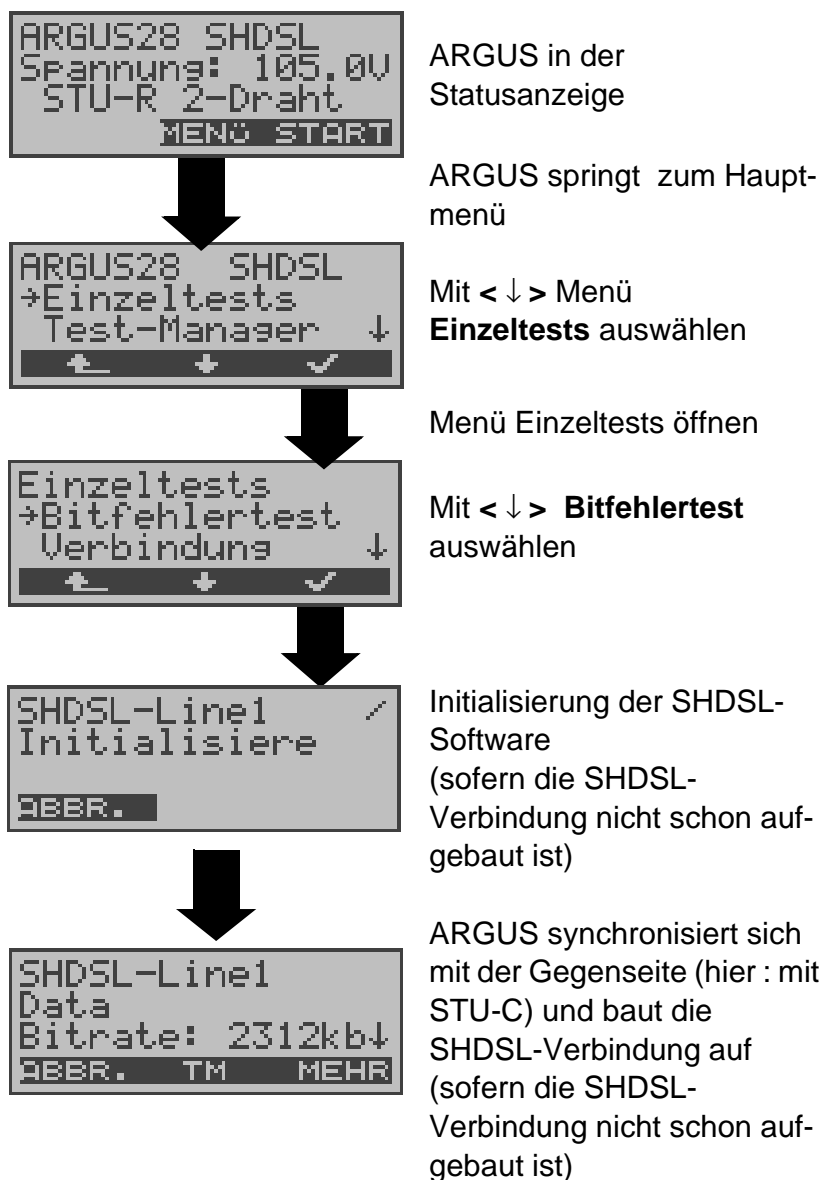 ARGUS28 SHDSL
Spannung: 105.0V
STU-R 2-Draht
MENÜ START
ARGUS in der
Statusanzeige
ARGUS springt zum Haupt-
menü
ARGUS28 SHDSL
→Einzeltests
Test-Manager ↓
Mit < ↓ > Menü
Einzeltests auswählen
Menü Einzeltests öffnen
Einzeltests
→Bitfehlertest
Verbindung ↓
Mit < ↓ > Bitfehlertest
auswählen
SHDSL-Line1 /
Initialisiere
ABBR.
Initialisierung der SHDSL-
Software
(sofern die SHDSL-
Verbindung nicht schon auf-
gebaut ist)
SHDSL-Line1
Data
Bitrate: 2312kb↓
ABBR. TM MEHR
ARGUS synchronisiert sich
mit der Gegenseite (hier : mit
STU-C) und baut die
SHDSL-Verbindung auf
(sofern die SHDSL-
Verbindung nicht schon auf-
gebaut ist)